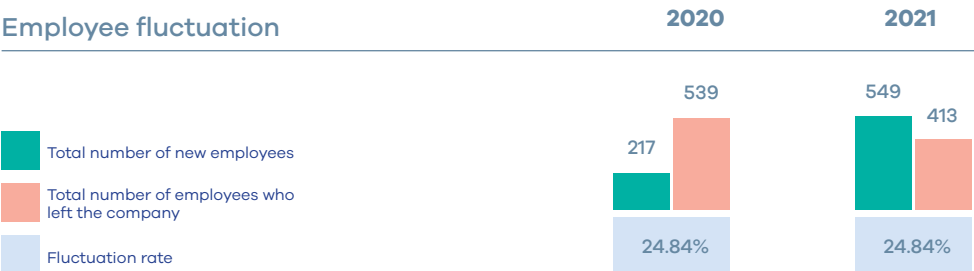 Employee fluctuation
2020
2021
539
549
413
217
Total number of new employees
Total number of employees who
left the company
24.84%
24.84%
Fluctuation rate